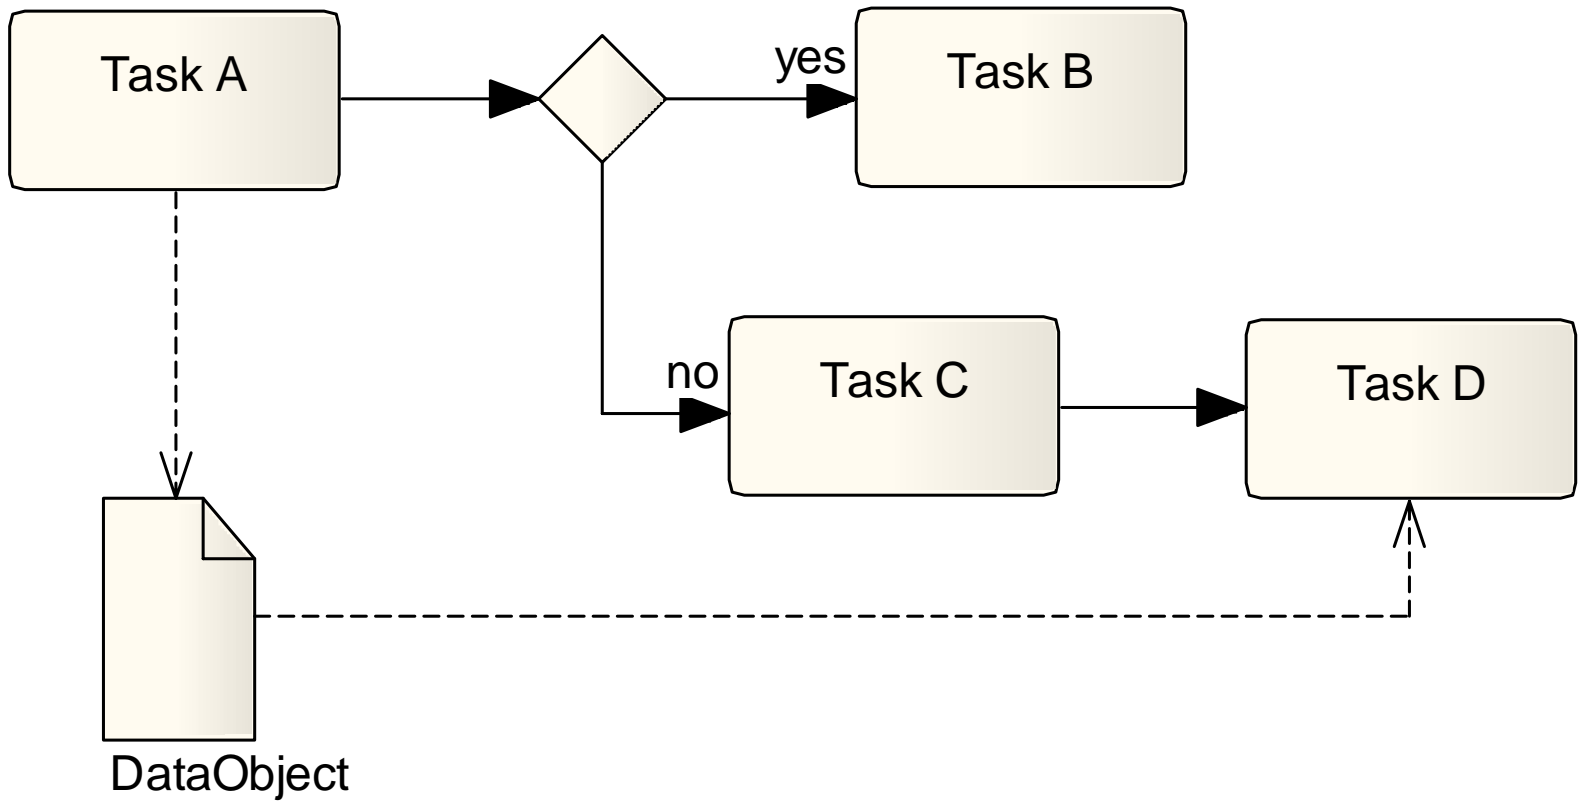 Task A
yes
Task B
no
Task C
Task D
DataObject